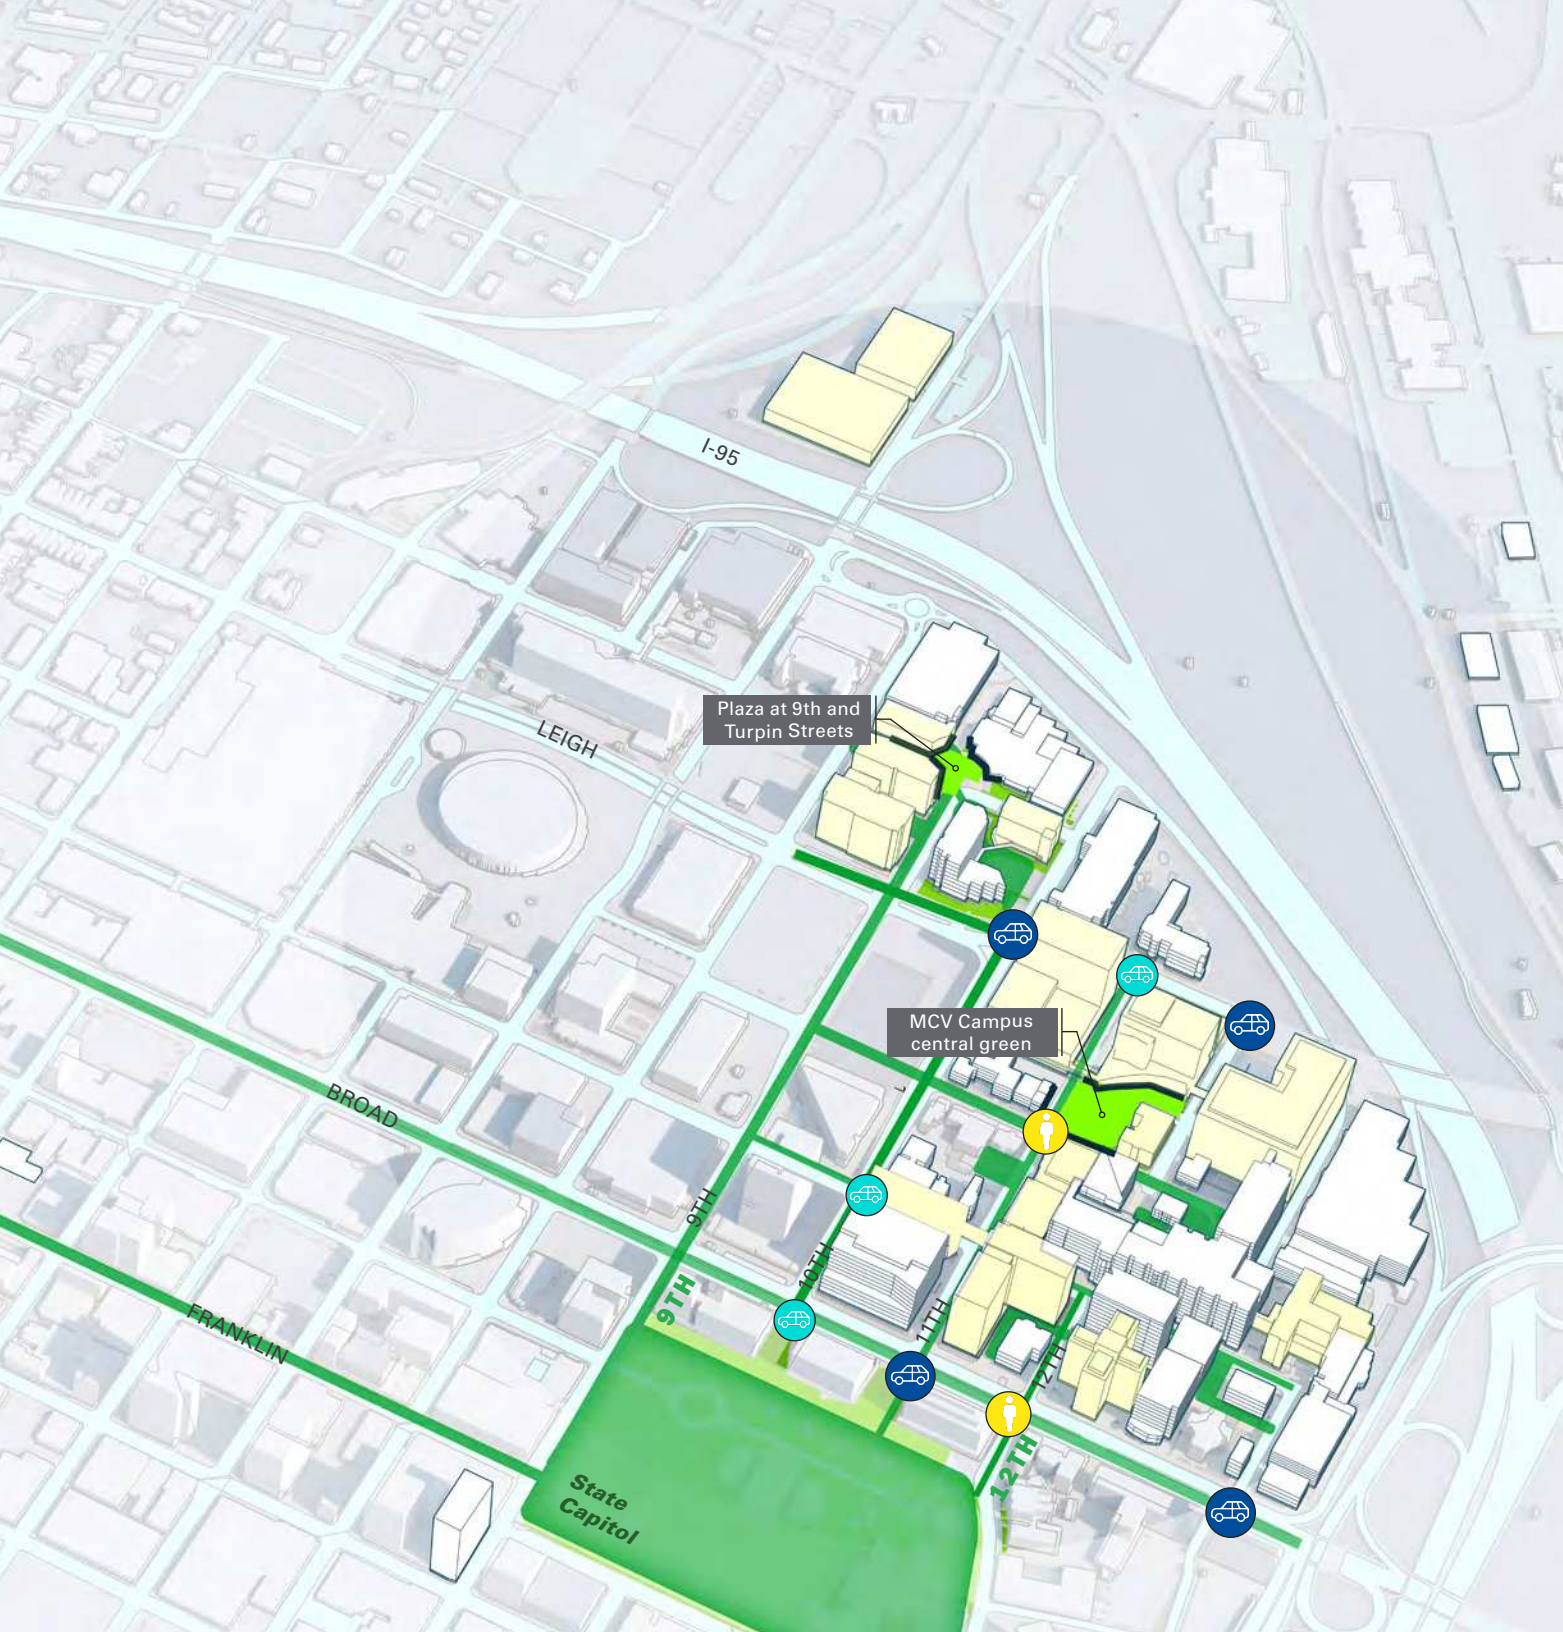 I-95
Plaza at 9th and
Turpin Streets
LEIGH
MCV Campus
central green
BROAD
9TH
10TH
9TH
FRANKLIN
11TH
12TH
12TH
State
Capitol